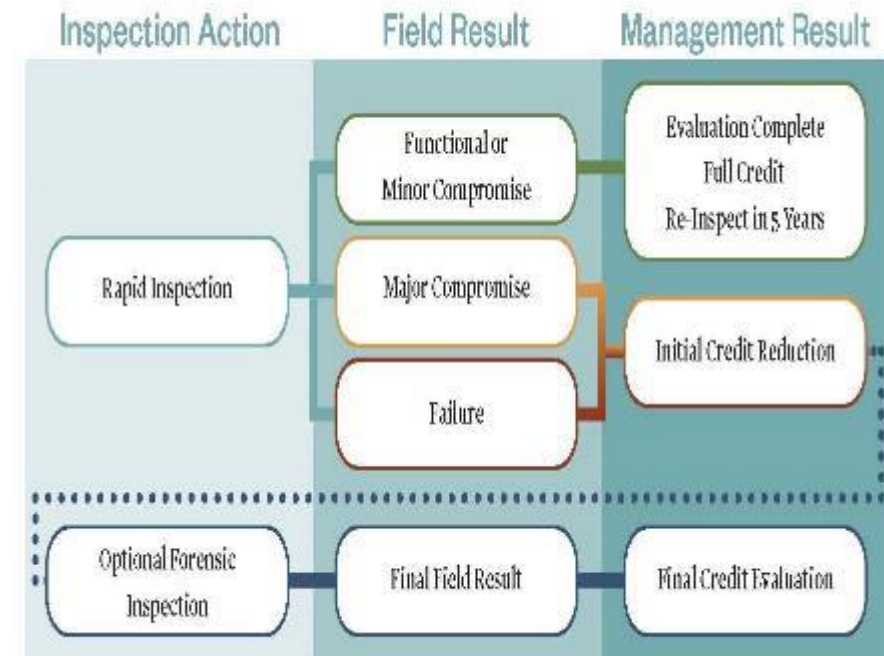 Inspection Action
Field Result
Management Result
Rapid Inspection
Functional or
Minor Compromise
Major Compromise
Failure
Evaluation Complete
Full Credit
Re-Inspect in 5 Years
Initial Credit Reduction
Optional Forensic
Inspection
Final Field Result
Final Credit Evaluation